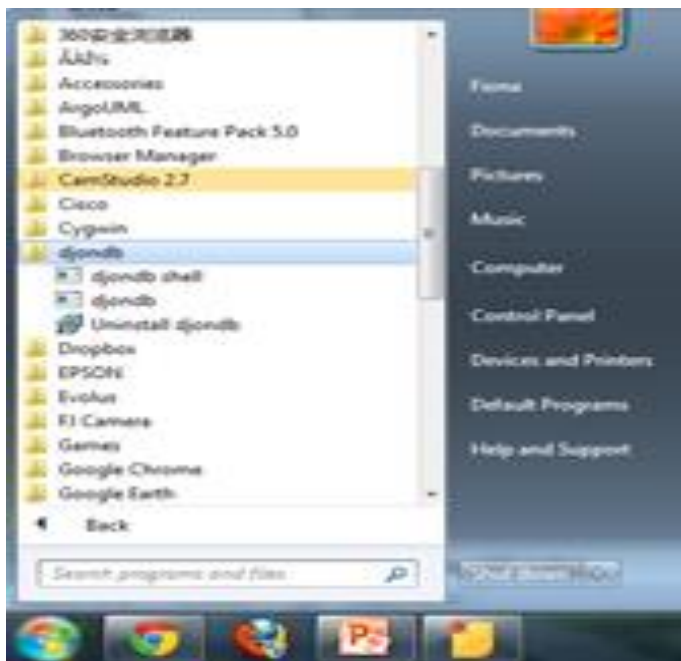 360安全浏览器
Accessories
ArgoUML
Bluetooth Feature Pack 5.0
Browser Manager
CamStudio 2.7
Cisco
Cygwin
djondb
djondb shell
djondb
Uninstall djondb
Dropbox
EPSON
Evolus
FJ Camera
Games
Google Chrome
Google Earth
Back
Search programs and files
Documents
Pictures
Music
Computer
Control Panel
Devices and Printers
Default Programs
Help and Support